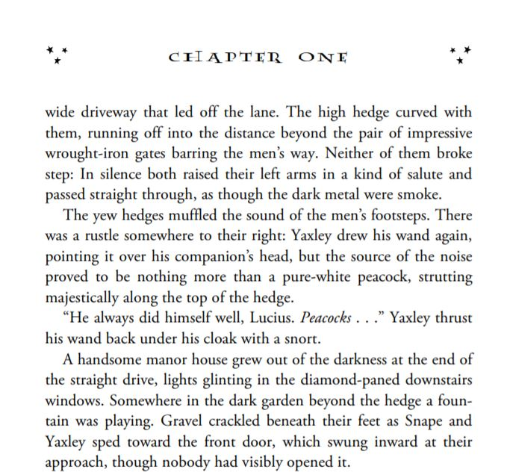 CHAPTER ONE
wide driveway that led off the lane. The high hedge curved with
them, running off into the distance beyond the pair of impressive
wrought-iron gates barring the men’s way. Neither of them broke
step: In silence both raised their left arms in a kind of salute and
passed straight through, as though the dark metal were smoke.
The yew hedges muffled the sound of the men’s footsteps. There
was a rustle somewhere to their right: Yaxley drew his wand again,
pointing it over his companion’s head, but the source of the noise
proved to be nothing more than a pure-white peacock, strutting
majestically along the top of the hedge.
“He always did himself well, Lucius. Peacocks . . .” Yaxley thrust
his wand back under his cloak with a snort.
A handsome manor house grew out of the darkness at the end of
the straight drive, lights glinting in the diamond-paned downstairs
windows. Somewhere in the dark garden beyond the hedge a foun-
tain was playing. Gravel crackled beneath their feet as Snape and
Yaxley sped toward the front door, which swung inward at their
approach, though nobody had visibly opened it.